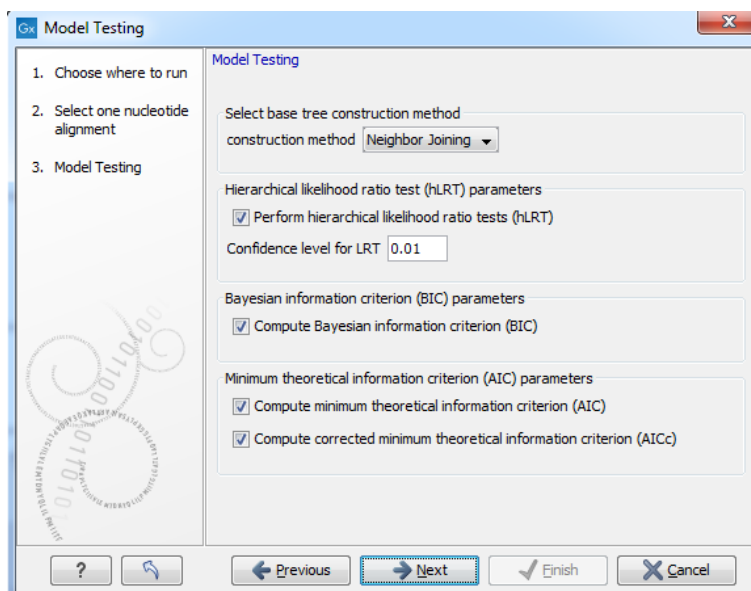 Gx Model Testing
X
1. Choose where to run
2. Select one nucleotide
alignment
3. Model Testing
Model Testing
Select base tree construction method
construction method Neighbor Joining
Hierarchical likelihood ratio test (hLRT) parameters
Perform hierarchical likelihood ratio tests (hLRT)
Confidence level for LRT 0.01
Bayesian information criterion (BIC) parameters
Compute Bayesian information criterion (BIC)
Minimum theoretical information criterion (AIC) parameters
Compute minimum theoretical information criterion (AIC)
Compute corrected minimum theoretical information criterion (AICc)
? Previous Next Finish Cancel